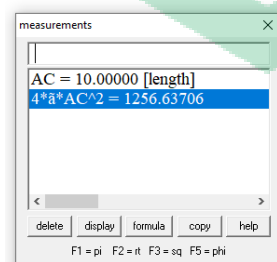 measurements
AC = 10.00000 [length]
4*ã*AC^2 = 1256.63706
delete display formula copy help
F1 = pi F2 = rt F3 = sq F5 = phi